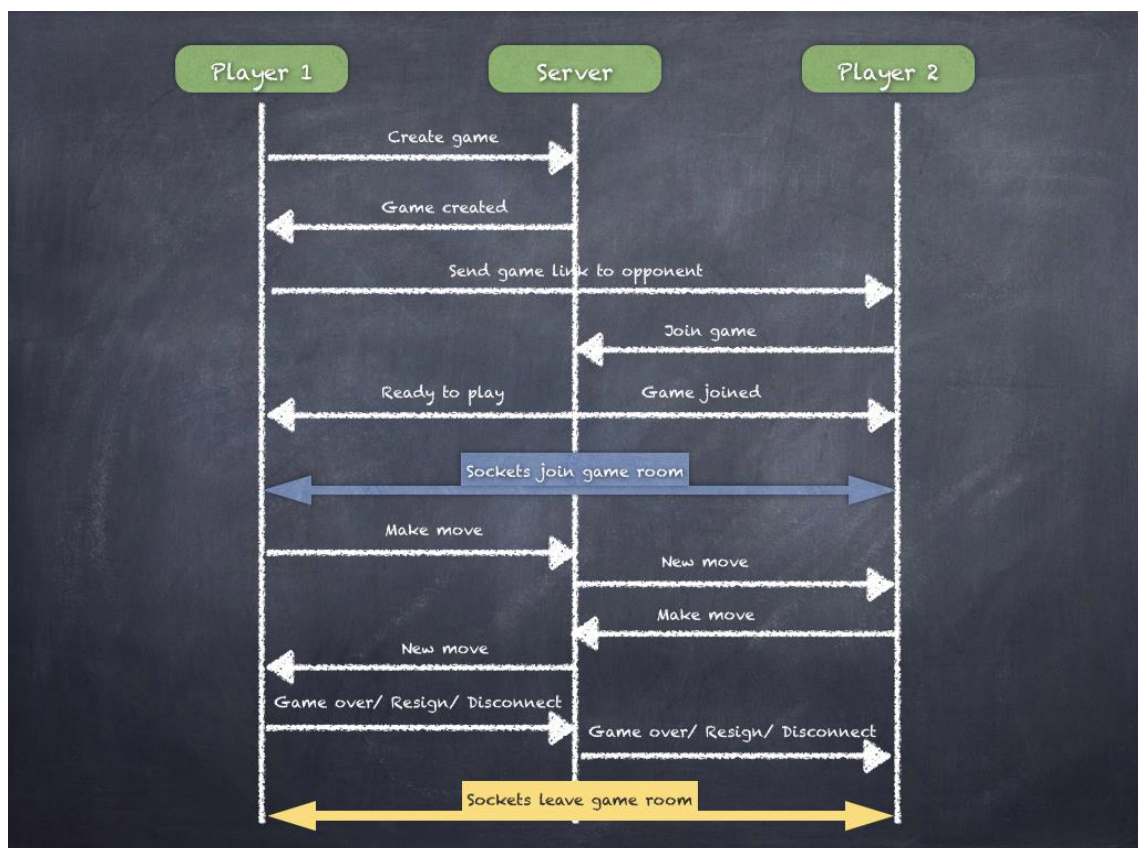 Player 1
Server
Player 2
Create game
Game created
Send game link to opponent
Join game
Ready to play
Game joined
Sockets join game room
Make move
New move
Make move
New move
Game over/ Resign/ Disconnect
Game over/ Resign/ Disconnect
Sockets leave game room